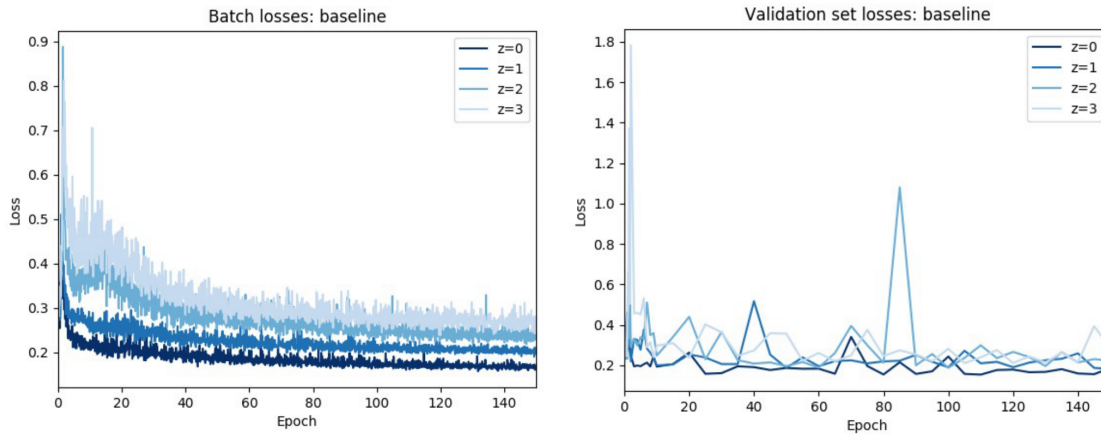 Batch losses: baseline
0.9
0.8
0.7
0.6
0.5
0.4
0.3
0.2
Loss
0 20 40 60 80 100 120 140
Epoch
z=0
z=1
z=2
z=3
Validation set losses: baseline
1.8
1.6
1.4
1.2
1.0
0.8
0.6
0.4
0.2
Loss
0 20 40 60 80 100 120 140
Epoch
z=0
z=1
z=2
z=3